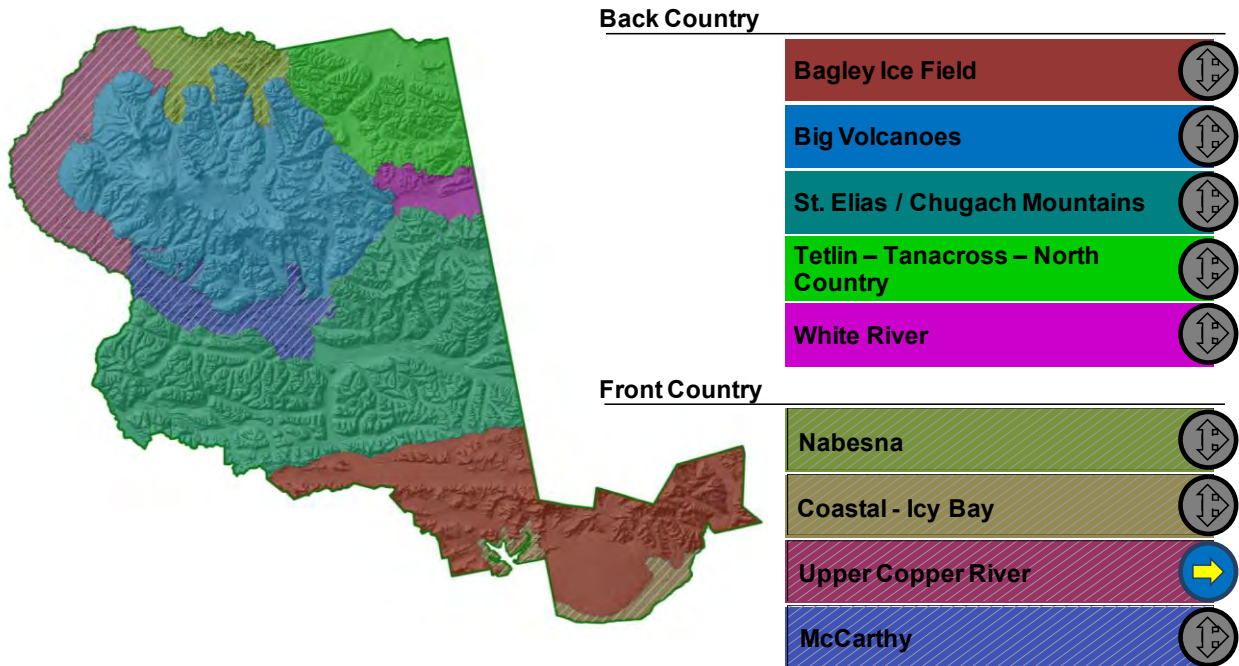 Back Country
Bagley Ice Field
Big Volcanoes
St. Elias / Chugach Mountains
Tetlin – Tanacross – North
Country
White River
Front Country
Nabesna
Coastal - Icy Bay
Upper Copper River
McCarthy